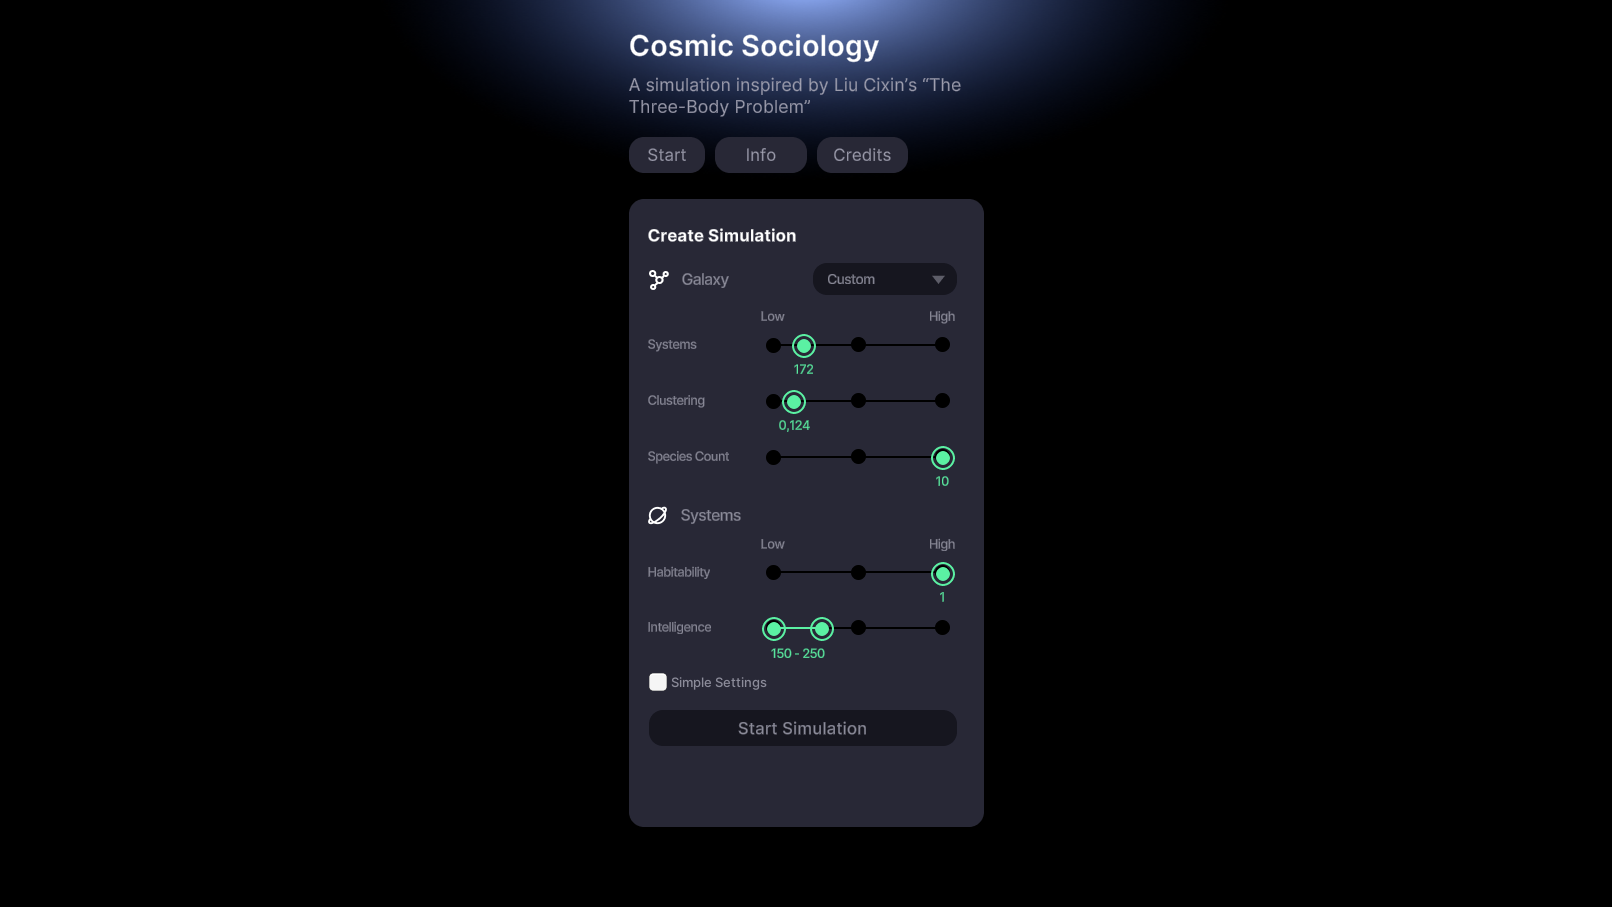 Cosmic Sociology
A simulation inspired by Liu Cixin’s “The
Three-Body Problem”
Start Info Credits
Create Simulation
Galaxy Custom
Low High
Systems
172
Clustering
0,124
Species Count
10
Systems
Low High
Habitability
1
Intelligence
150 - 250
Simple Settings
Start Simulation